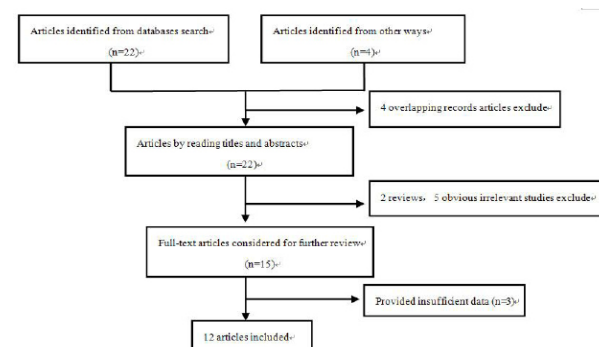 Articles identified from databases search↵
(n=22)↵
Articles identified from other ways↵
(n=4)↵
4 overlapping records articles exclude↵
Articles by reading titles and abstracts↵
(n=22)↵
2 reviews，5 obvious irrelevant studies exclude↵
Full-text articles considered for further review↵
(n=15)↵
Provided insufficient data (n=3)↵
12 articles included↵